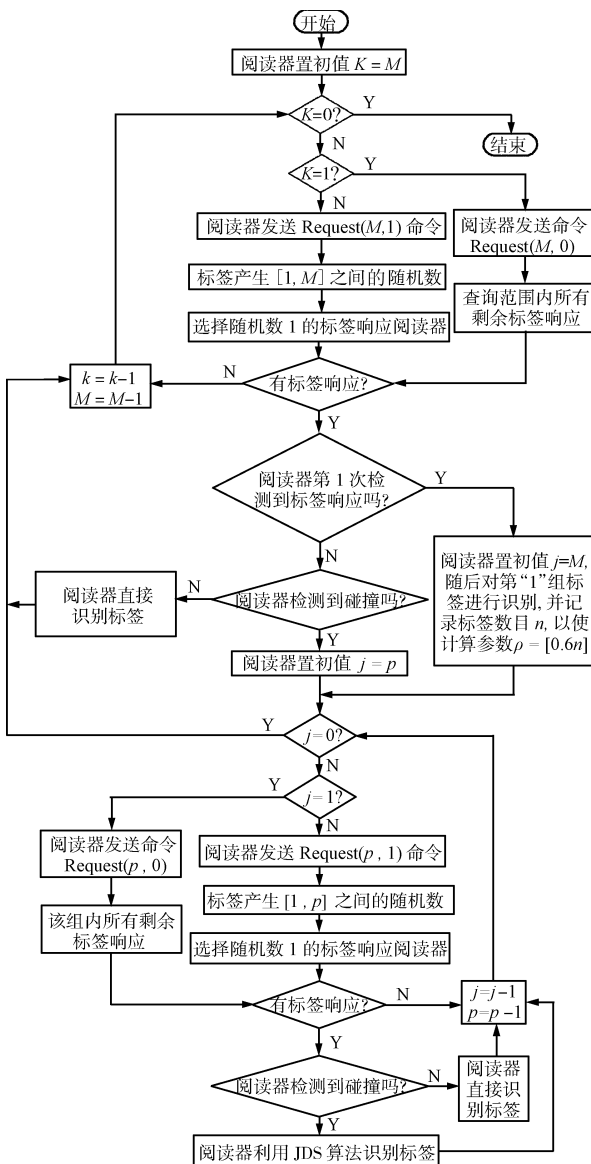 开始
阅读器置初值 K = M
K=0?
Y
N
结束
K=1?
Y
N
阅读器发送 Request(M,1) 命令
阅读器发送命令
Request(M, 0)
标签产生 [1, M] 之间的随机数
查询范围内所有
剩余标签响应
选择随机数 1 的标签响应阅读器
k = k-1
M = M-1
N
有标签响应?
Y
阅读器第 1 次检
测到标签响应吗?
Y
N
阅读器置初值 j=M,
随后对第“1”组标
签进行识别, 并记
录标签数目 n, 以使
计算参数ρ = [0.6n]
阅读器直接
识别标签
N
阅读器检测到碰撞吗?
Y
阅读器置初值 j = p
Y
j=0?
N
Y
j=1?
N
阅读器发送命令
Request(p , 0)
阅读器发送 Request(p , 1) 命令
标签产生 [1 , p] 之间的随机数
该组内所有剩余
标签响应
选择随机数 1 的标签响应阅读器
有标签响应?
N
j=j-1
p=p-1
Y
阅读器检测到碰撞吗?
N
阅读器
直接识
别标签
Y
阅读器利用 JDS 算法识别标签